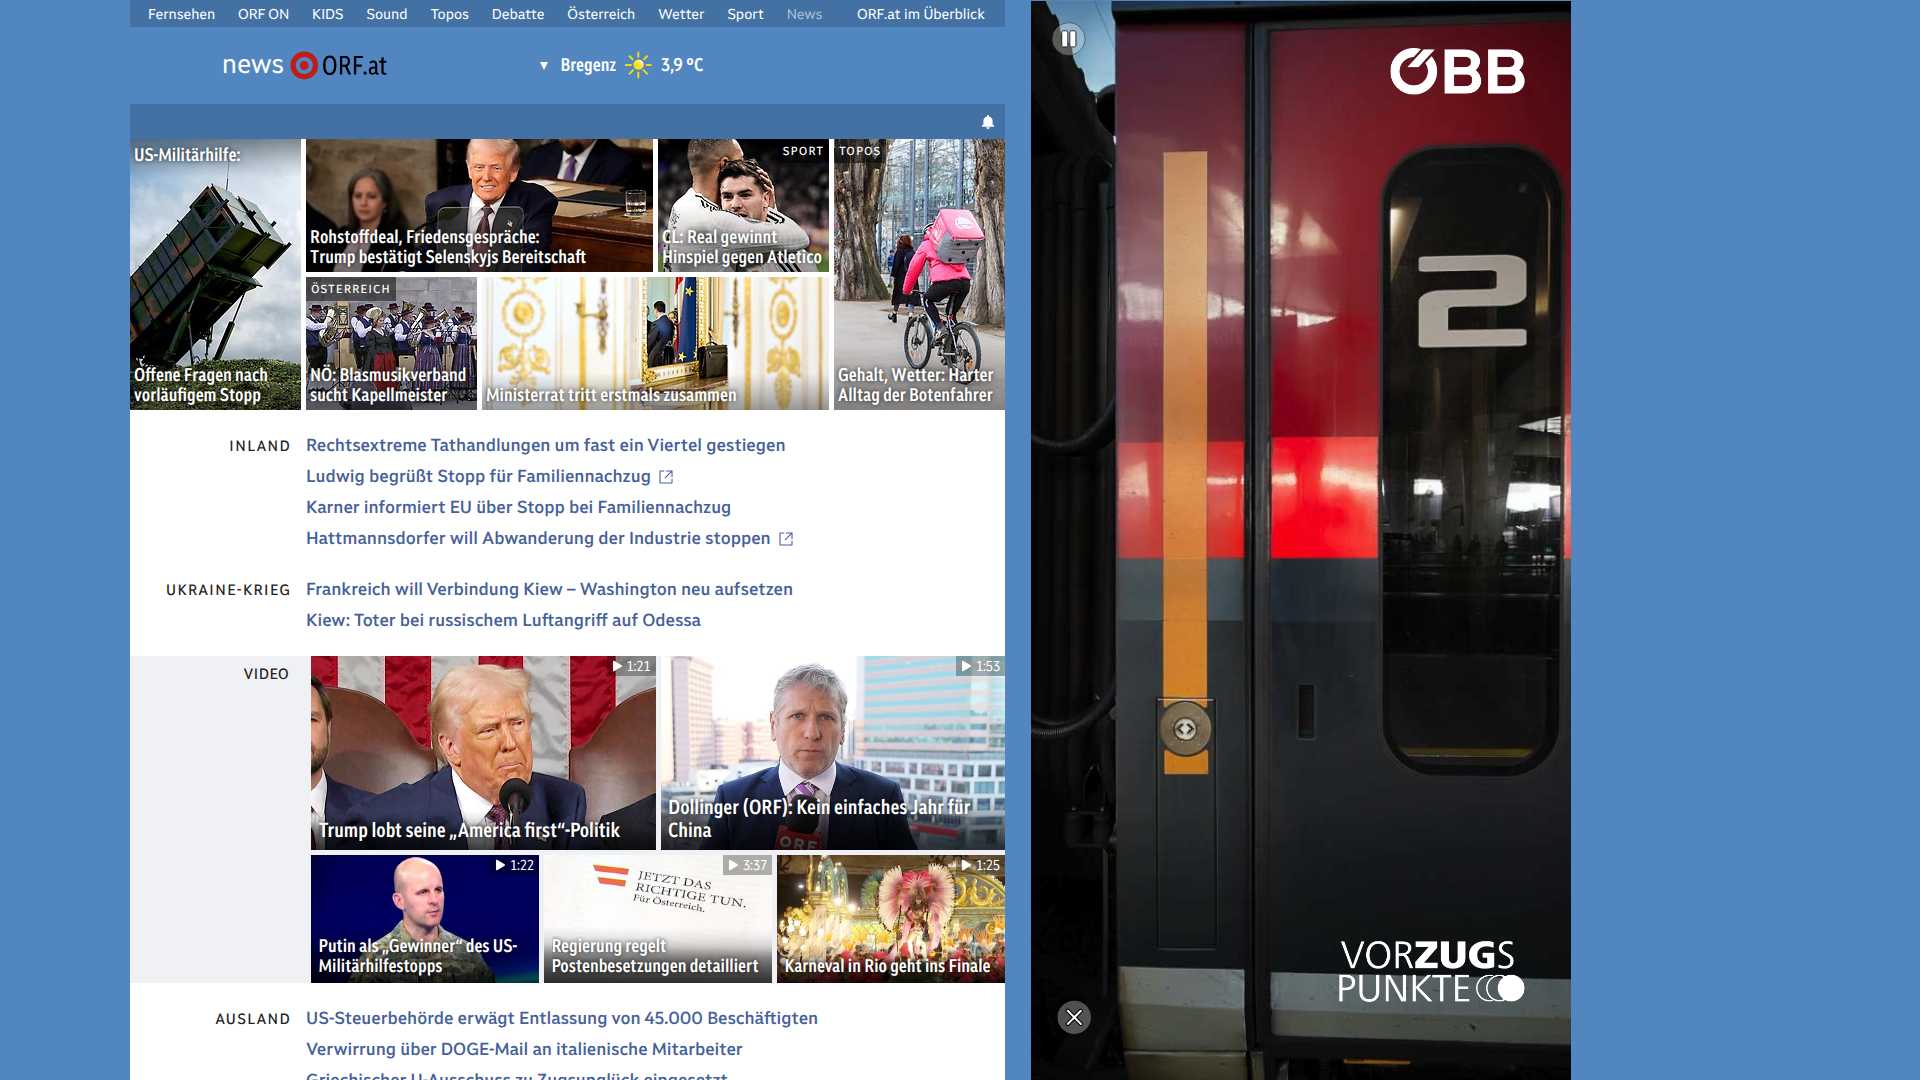 Fernsehen ORF ON KIDS Sound Topos Debatte Österreich Wetter Sport News ORF.at im Überblick
news ORF.at
Bregenz 3,9 °C
US-Militärhilfe:
Offene Fragen nach
vorläufigem Stopp
Rohstoffdeal, Friedensgespräche:
Trump bestätigt Selenskyjs Bereitschaft
SPORT
CL: Real gewinnt
Hinspiel gegen Atletico
TOPOS
Gehalt, Wetter: Harter
Alltag der Botenfahrer
ÖSTERREICH
NÖ: Blasmusikverband
sucht Kapellmeister
Ministerrat tritt erstmals zusammen
INLAND
Rechtsextreme Tathandlungen um fast ein Viertel gestiegen
Ludwig begrüßt Stopp für Familiennachzug
Karner informiert EU über Stopp bei Familiennachzug
Hattmannsdorfer will Abwanderung der Industrie stoppen
UKRAINE-KRIEG
Frankreich will Verbindung Kiew – Washington neu aufsetzen
Kiew: Toter bei russischem Luftangriff auf Odessa
VIDEO
1:21
Trump lobt seine „America first“-Politik
1:53
Dollinger (ORF): Kein einfaches Jahr für
China
ORF
1:22
Putin als „Gewinner“ des US-
Militärhilfestopps
3:37
JETZT DAS
RICHTIGE TUN.
Für Österreich.
Regierung regelt
Postenbesetzungen detailliert
1:25
Karneval in Rio geht ins Finale
AUSLAND
US-Steuerbehörde erwägt Entlassung von 45.000 Beschäftigten
Verwirrung über DOGE-Mail an italienische Mitarbeiter
Griechischer U-Ausschuss zu Zugsunglück eingesetzt
ÖBB
2
VORZUGS
PUNKTE